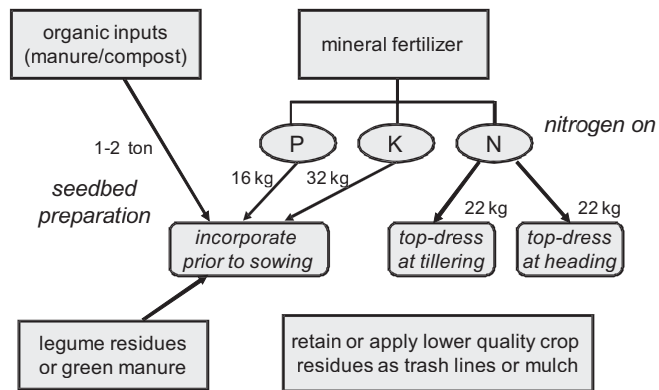 organic inputs
(manure/compost)
mineral fertilizer
P
K
N
nitrogen on
1-2 ton
16 kg
32 kg
seedbed
preparation
22 kg
22 kg
incorporate
prior to sowing
top-dress
at tillering
top-dress
at heading
legume residues
or green manure
retain or apply lower quality crop
residues as trash lines or mulch